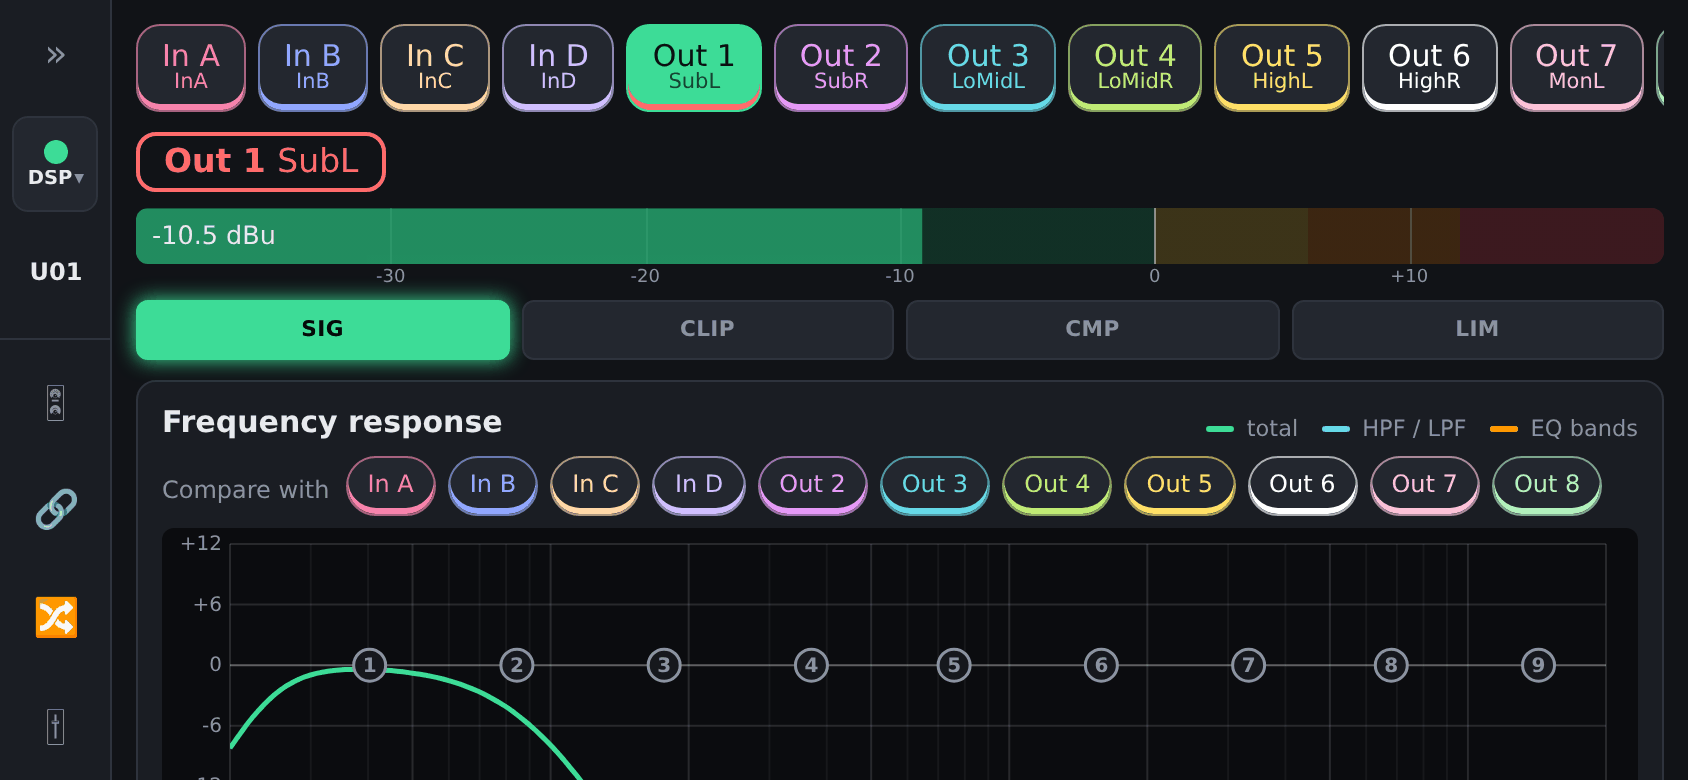 »
In A In B In C In D Out 1 Out 2 Out 3 Out 4 Out 5 Out 6 Out 7
InA InB InC InD SubL SubR LoMidL LoMidR HighL HighR MonL
DSP▾
U01
Out 1 SubL
-10.5 dBu
-30 -20 -10 0 +10
SIG CLIP CMP LIM
Frequency response
total HPF / LPF EQ bands
Compare with In A In B In C In D Out 2 Out 3 Out 4 Out 5 Out 6 Out 7 Out 8
+12
+6
0 1 2 3 4 5 6 7 8 9
-6